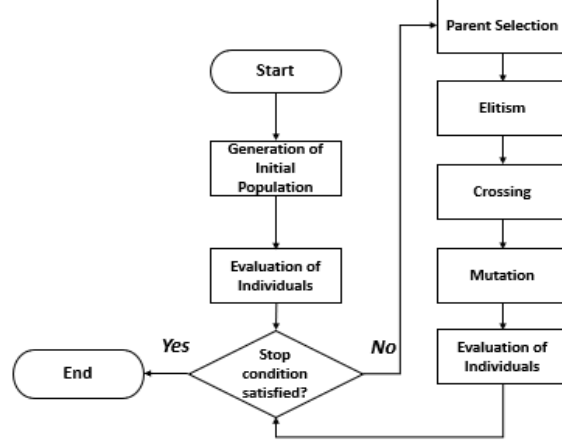 Start
Generation of
Initial
Population
Evaluation of
Individuals
Stop
condition
satisfied?
Yes
End
No
Parent Selection
Elitism
Crossing
Mutation
Evaluation of
Individuals